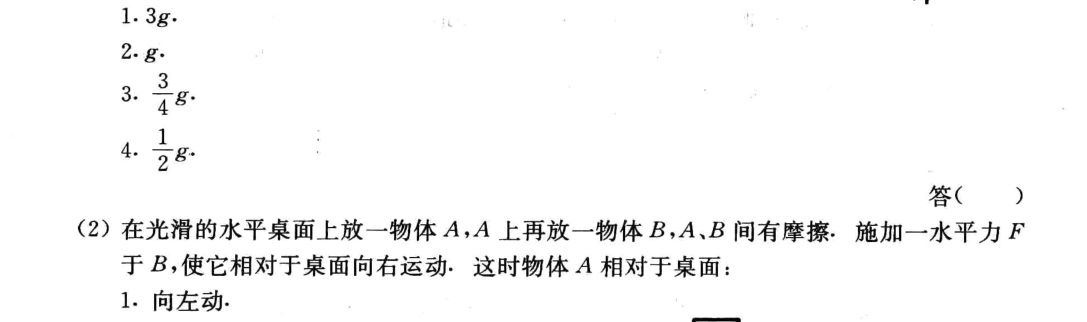 1. 3g.
2. g.
3. $\frac{3}{4}$g.
4. $\frac{1}{2}$g.
答(　　)
(2) 在光滑的水平桌面上放一物体 A,A 上再放一物体 B,A、B 间有摩擦. 施加一水平力 F
于 B,使它相对于桌面向右运动. 这时物体 A 相对于桌面:
1. 向左动.